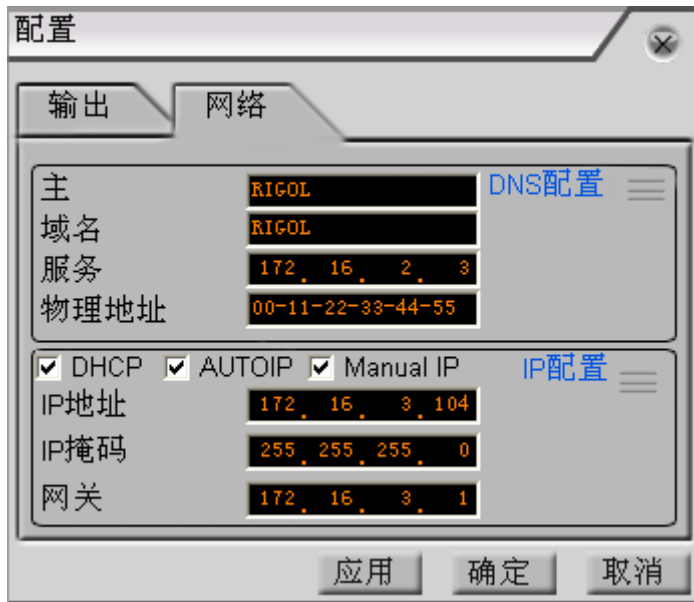 配置
输出 网络
DNS配置
主 RIGOL
域名 RIGOL
服务 172. 16. 2. 3
物理地址 00-11-22-33-44-55
DHCP AUTOIP Manual IP IP配置
IP地址 172. 16. 3.104
IP掩码 255.255.255. 0
网关 172. 16. 3. 1
应用 确定 取消